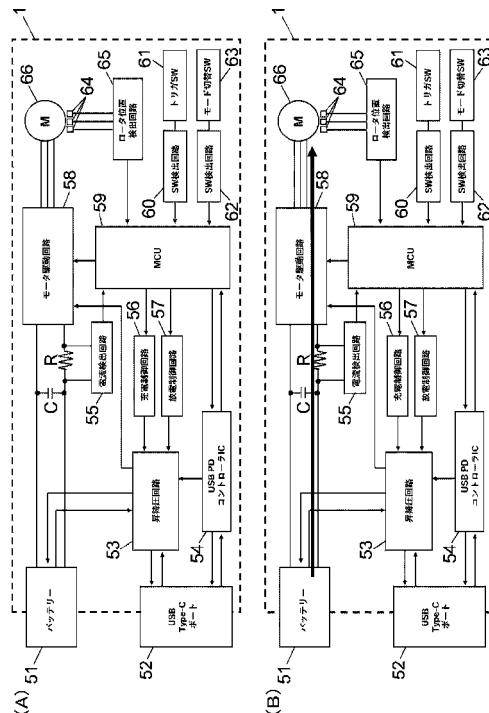 (A)
1
66
M
64
65
ロータ位置
検出回路
61
トリガSW
63
モード切替SW
58
モータ駆動回路
60
SW検出回路
62
SW検出回路
59
MCU
C
R
電流検出回路
55
56
充電制御回路
57
放電制御回路
53
昇降圧回路
54
USB PD
コントローラIC
51
バッテリー
52
USB
Type-C
ポート
(B)
1
66
M
64
65
ロータ位置
検出回路
61
トリガSW
63
モード切替SW
58
モータ駆動回路
60
SW検出回路
62
SW検出回路
59
MCU
C
R
電流検出回路
55
56
充電制御回路
57
放電制御回路
53
昇降圧回路
54
USB PD
コントローラIC
51
バッテリー
52
USB
Type-C
ポート